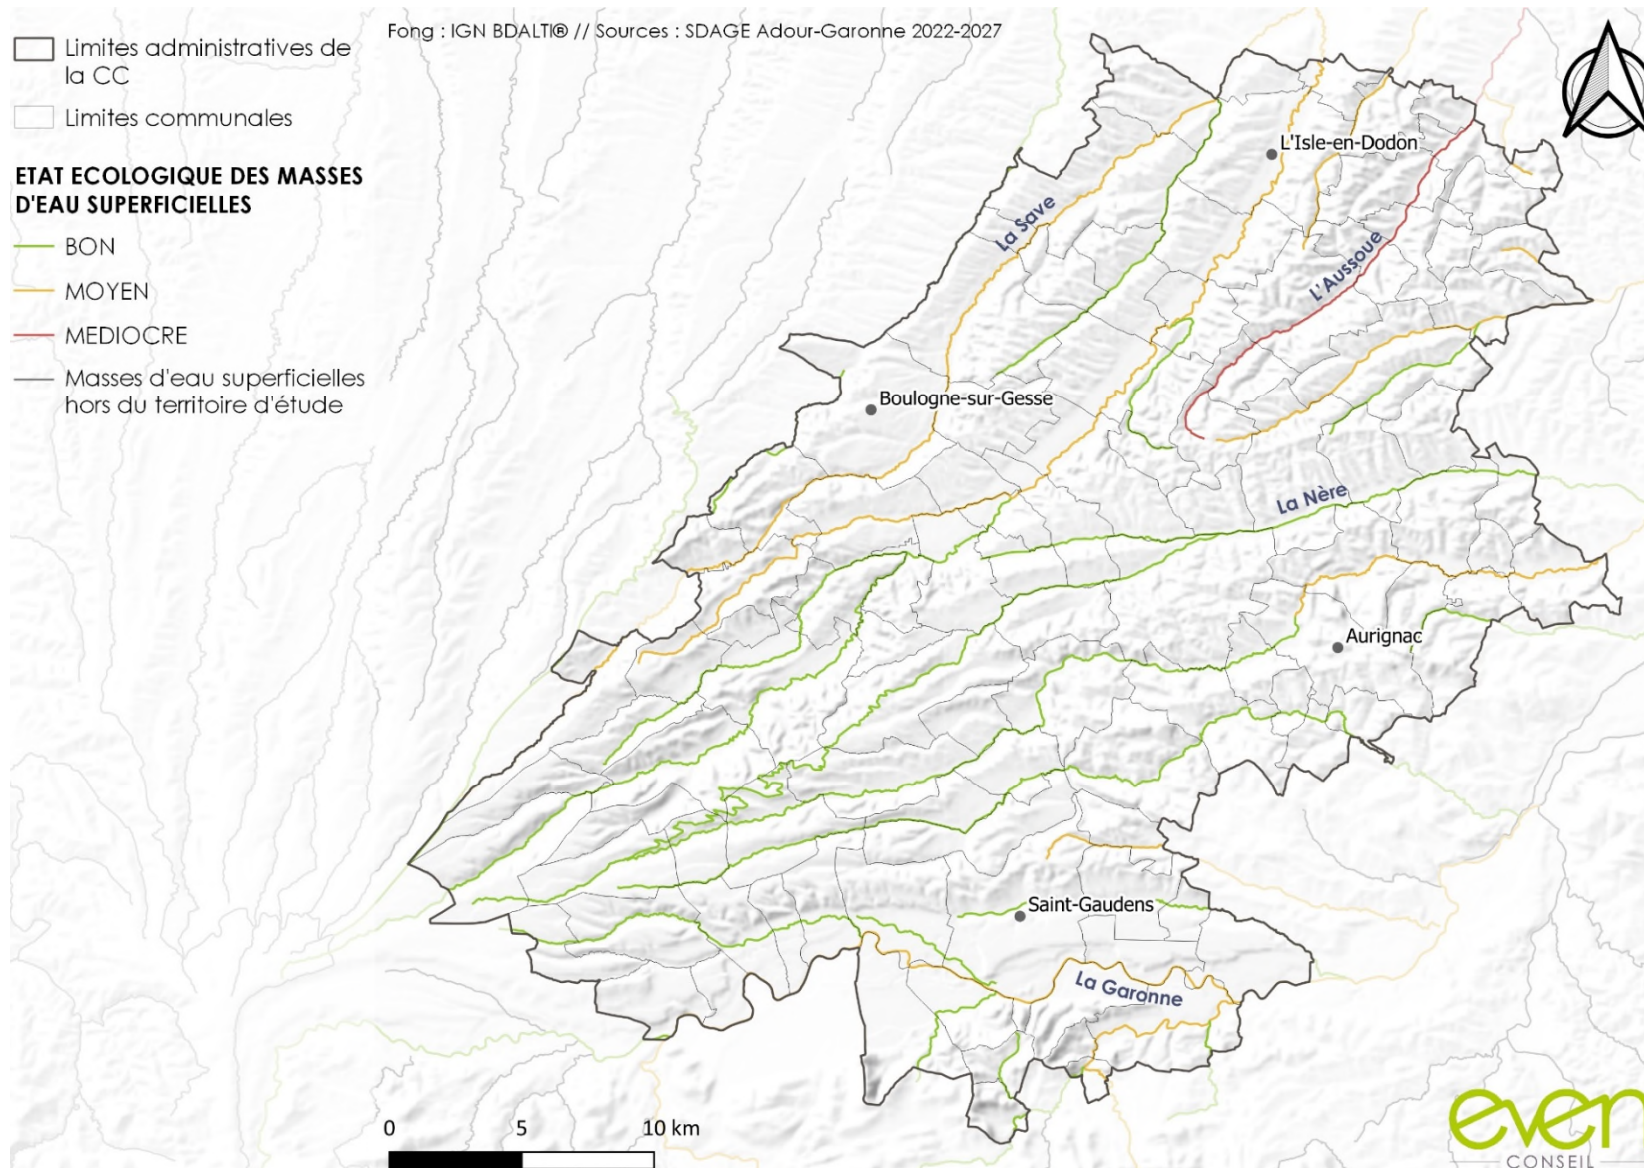 Fong : IGN BDALTI® // Sources : SDAGE Adour-Garonne 2022-2027
Limites administratives de
la CC
Limites communales
ETAT ECOLOGIQUE DES MASSES
D'EAU SUPERFICIELLES
BON
MOYEN
MEDIOCRE
Masses d'eau superficielles
hors du territoire d'étude
L'Isle-en-Dodon
La Save
L'Aussoue
Boulogne-sur-Gesse
La Nère
Aurignac
Saint-Gaudens
La Garonne
0 5 10 km
even
CONSEIL